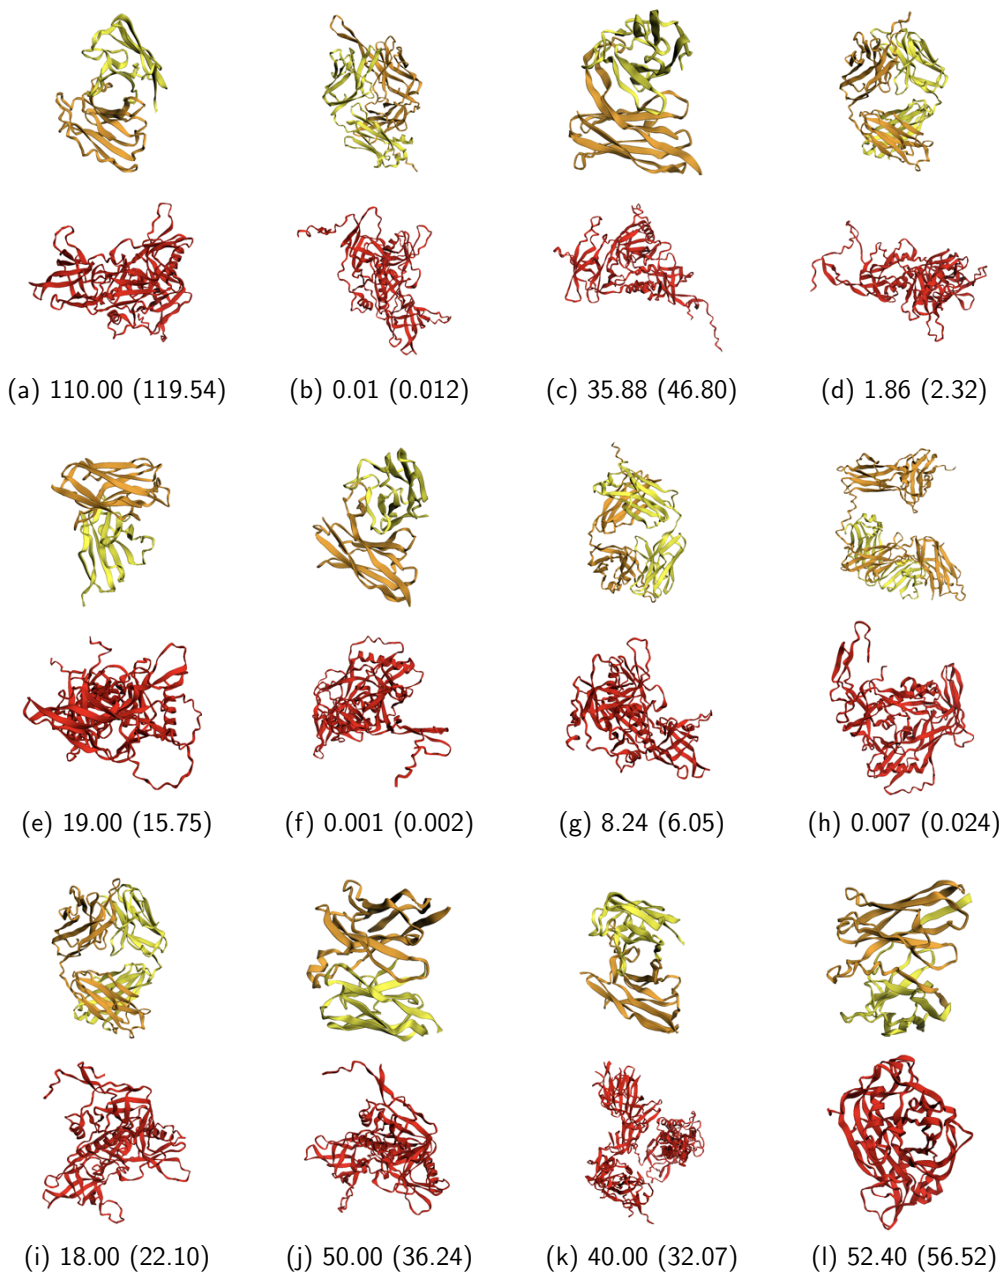 (a) 110.00 (119.54) (b) 0.01 (0.012) (c) 35.88 (46.80) (d) 1.86 (2.32)
(e) 19.00 (15.75) (f) 0.001 (0.002) (g) 8.24 (6.05) (h) 0.007 (0.024)
(i) 18.00 (22.10) (j) 50.00 (36.24) (k) 40.00 (32.07) (l) 52.40 (56.52)